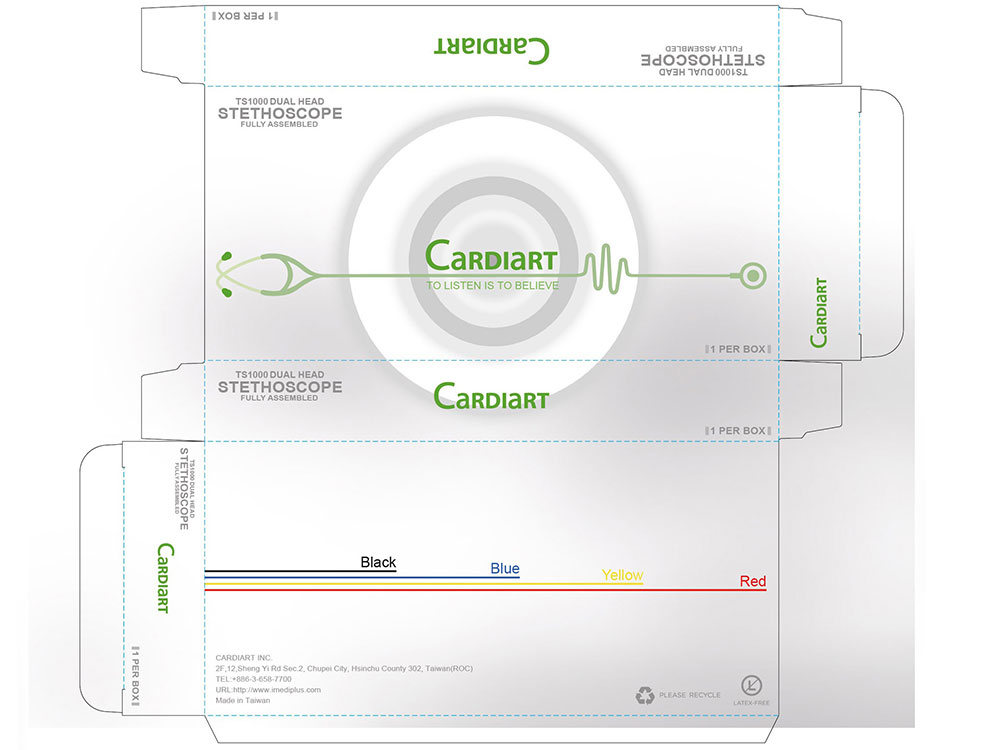 1 PER BOX
CARDIART
TS1000 DUAL HEAD
STETHOSCOPE
FULLY ASSEMBLED
TS1000 DUAL HEAD
STETHOSCOPE
FULLY ASSEMBLED
CARDIART
TO LISTEN IS TO BELIEVE
CARDIART
1 PER BOX
TS1000 DUAL HEAD
STETHOSCOPE
FULLY ASSEMBLED
CARDIART
1 PER BOX
TS1000 DUAL HEAD
STETHOSCOPE
FULLY ASSEMBLED
CARDIART
1 PER BOX
Black
Blue
Yellow
Red
CARDIART INC.
2F,12,Sheng Yi Rd Sec.2, Chupei City, Hsinchu County 302, Taiwan(ROC)
TEL:+886-3-658-7700
URL:http://www.imediplus.com
Made in Taiwan
PLEASE RECYCLE
LATEX-FREE